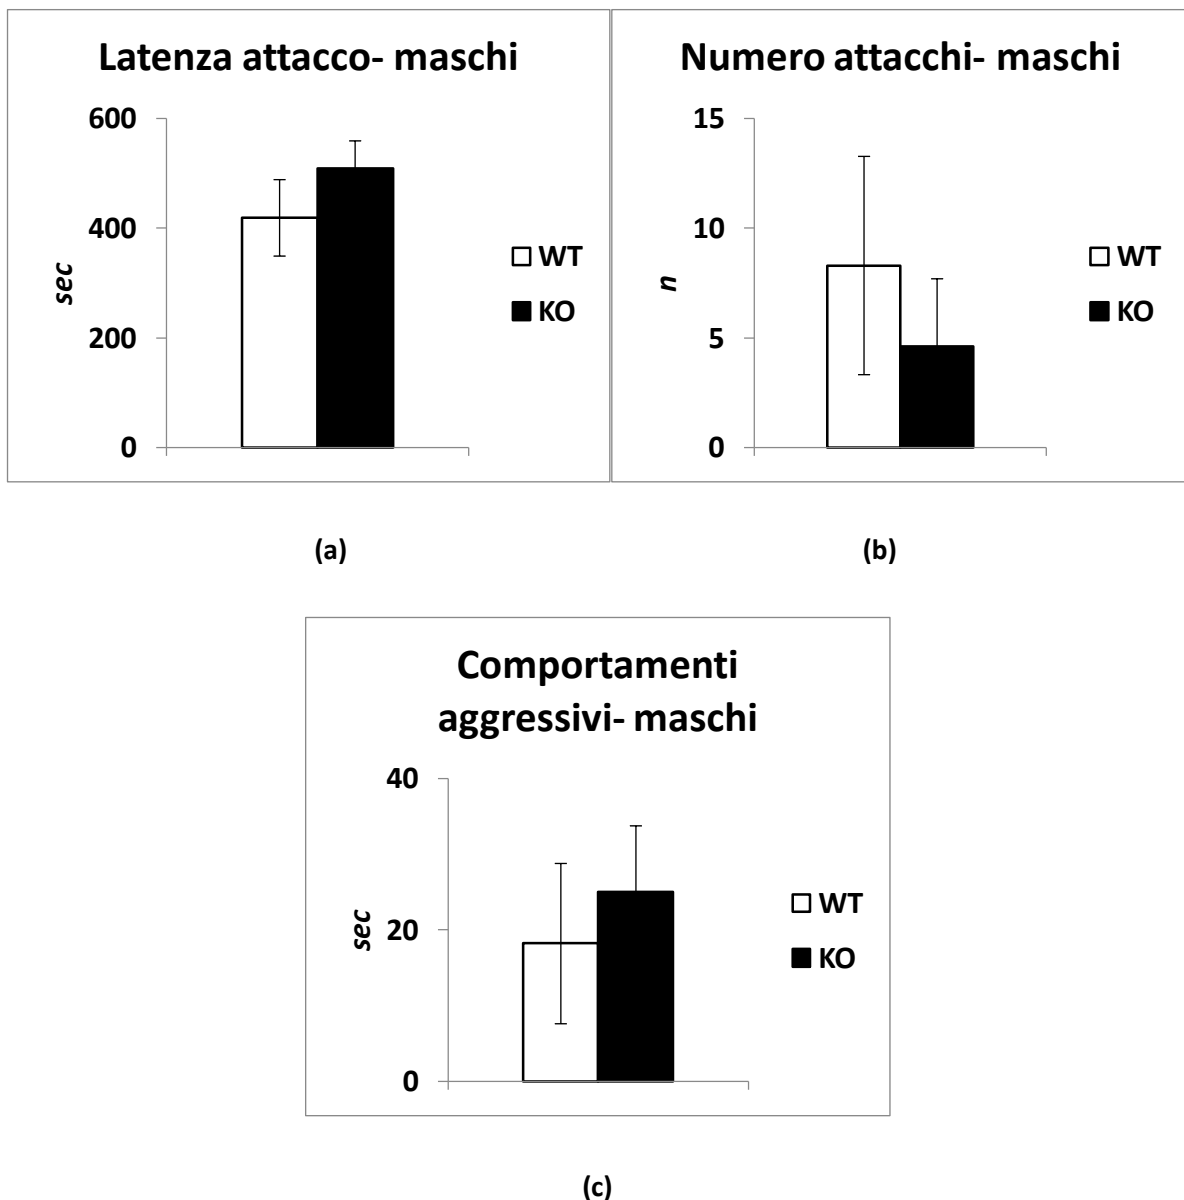 Latenza attacco- maschi
600
400
200
0
sec
WT
KO
(a)
Numero attacchi- maschi
15
10
5
0
n
WT
KO
(b)
Comportamenti
aggressivi- maschi
40
20
0
sec
WT
KO
(c)